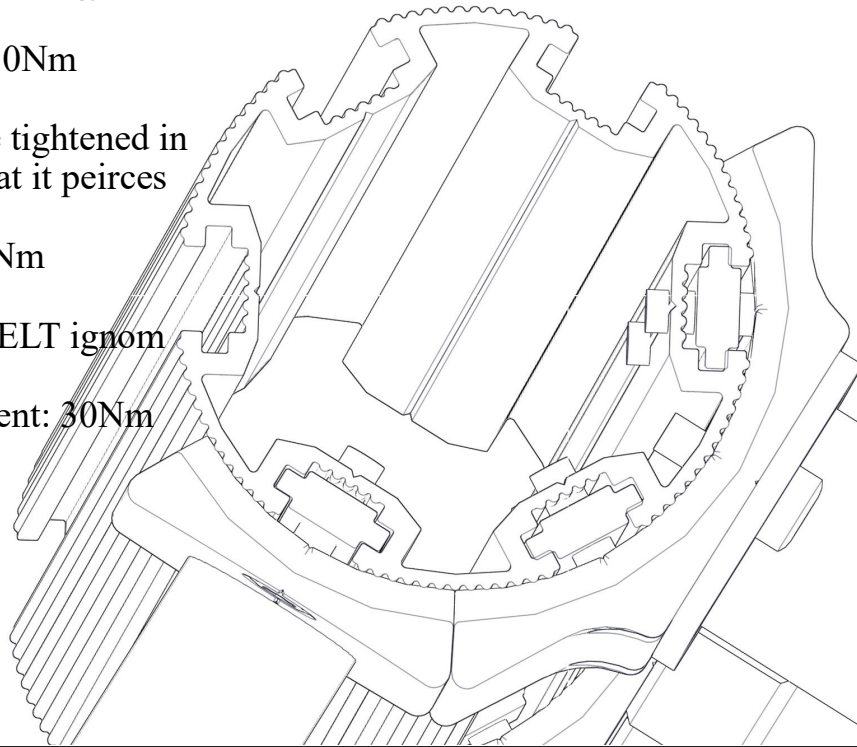 0Nm
tightened in
at it peirces
Nm
ELT ignom
ent: 30Nm